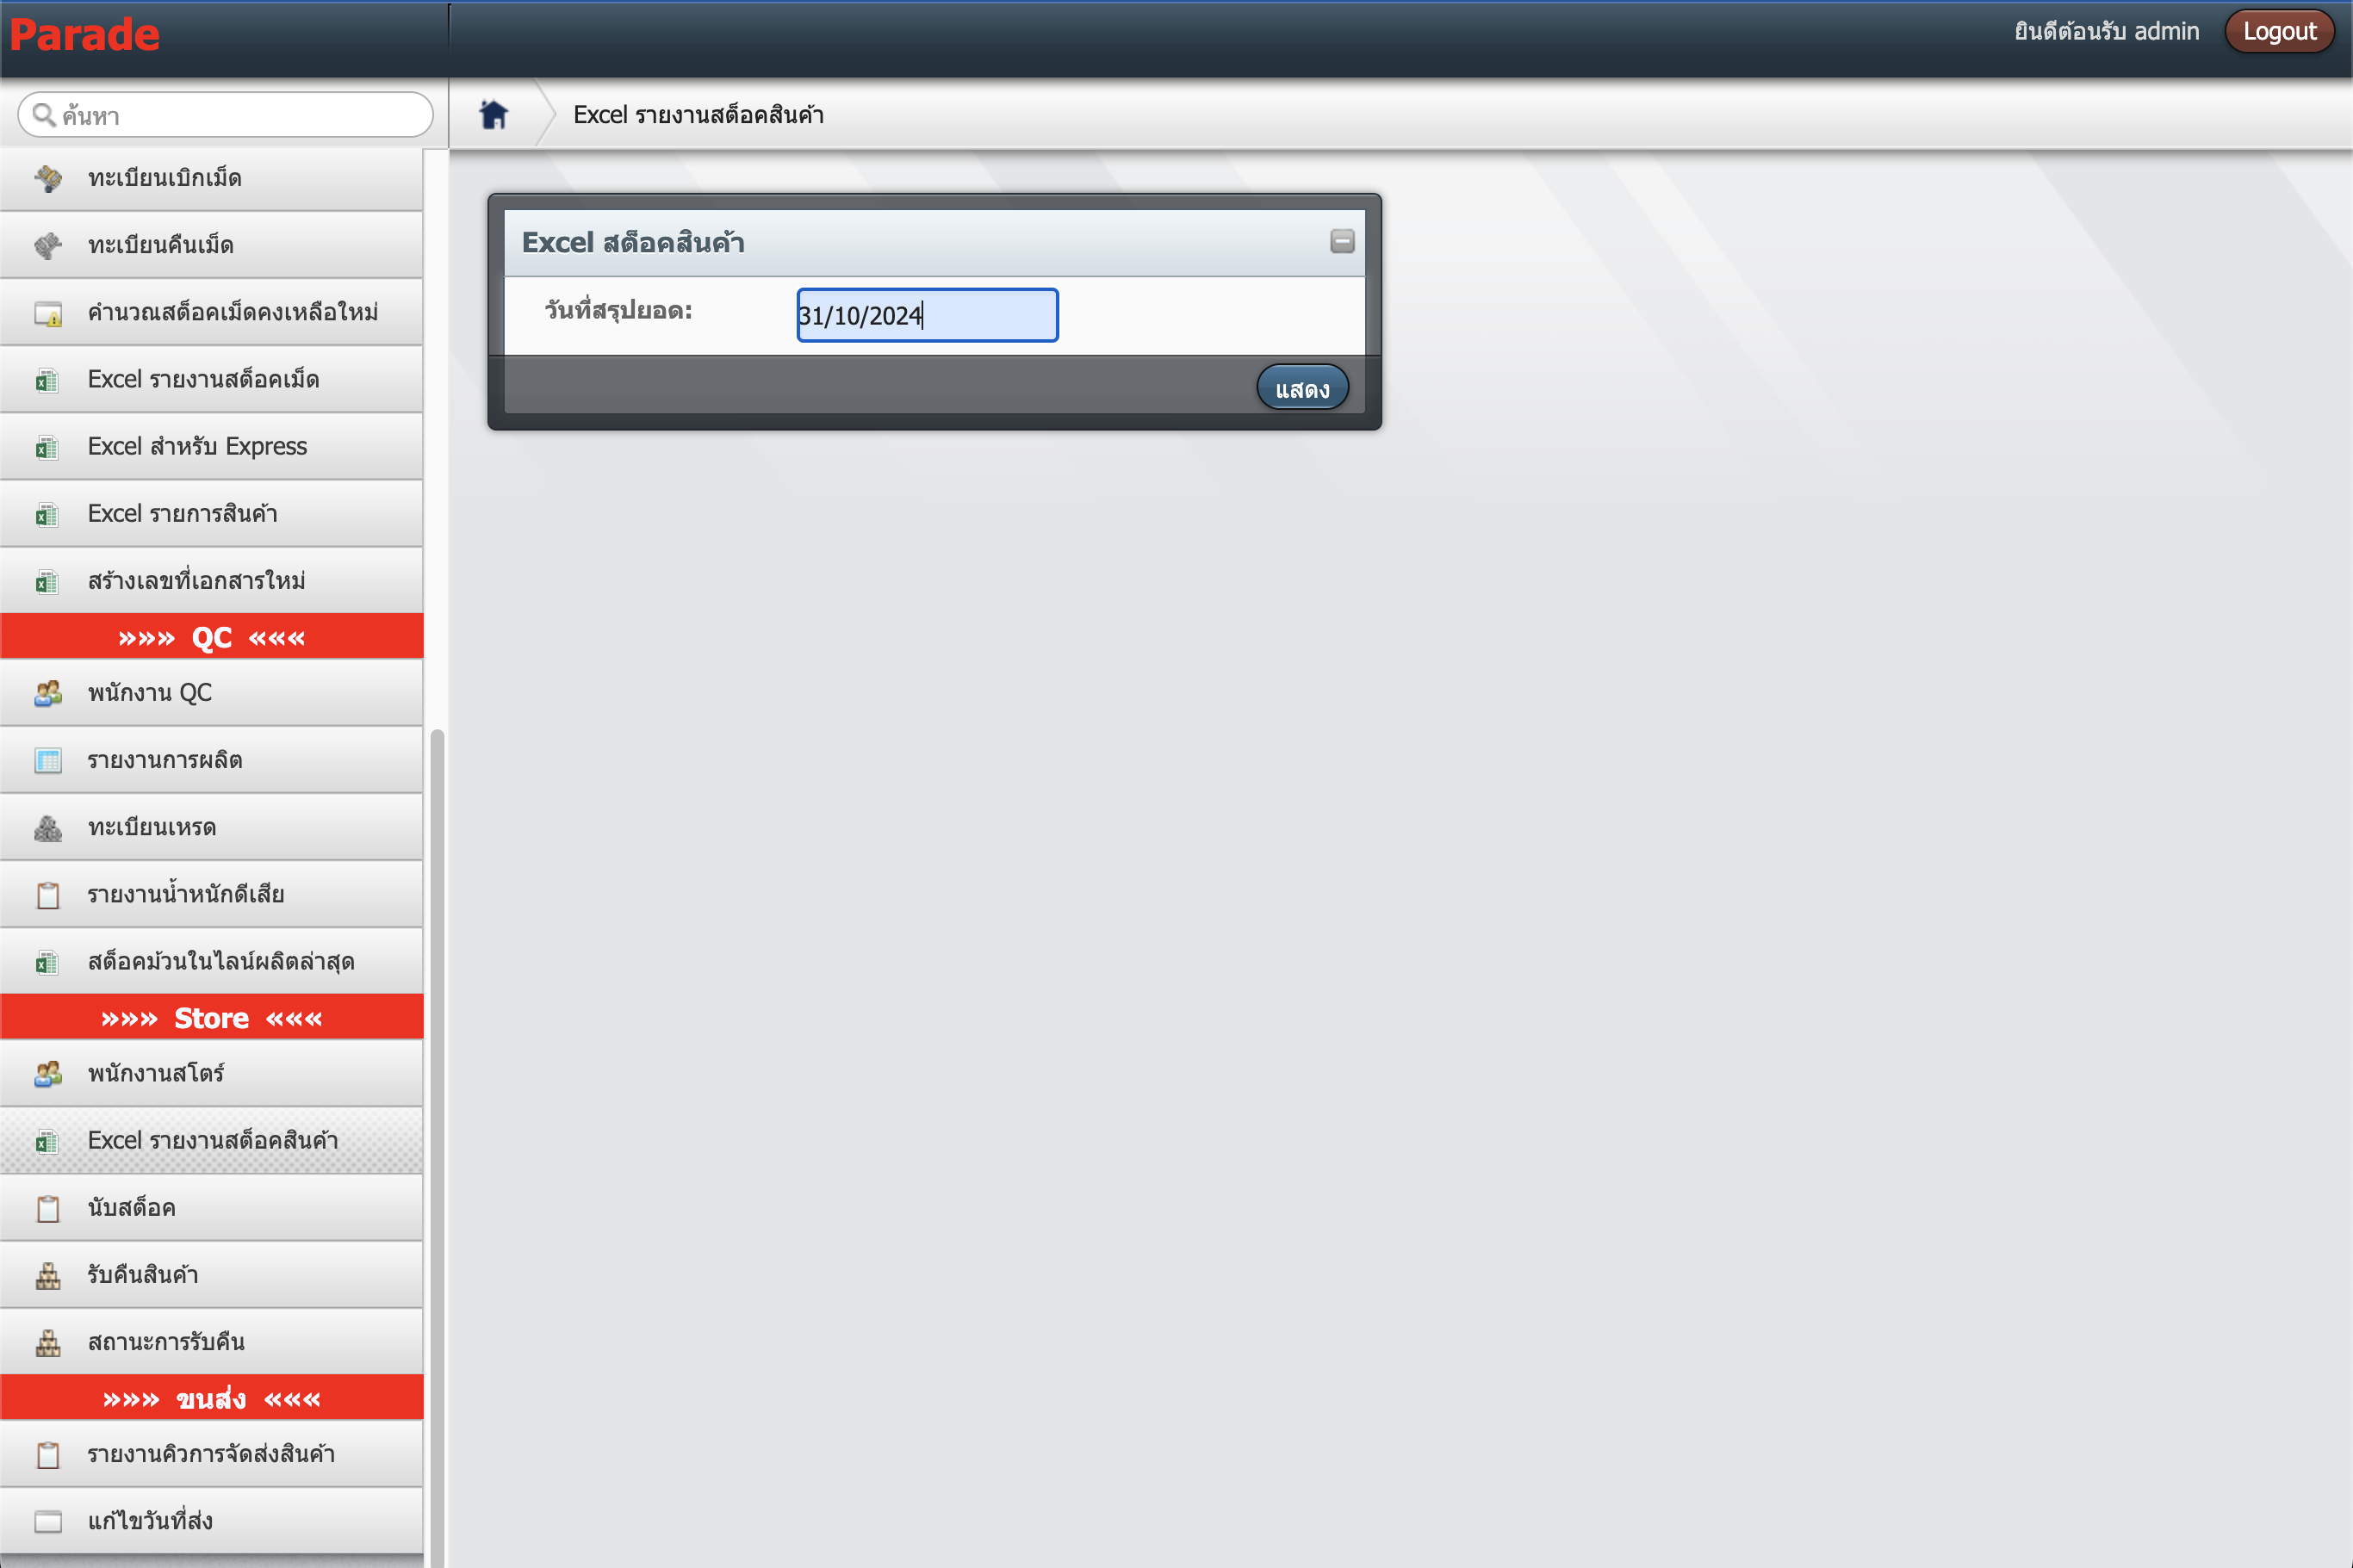 Parade
ยินดีต้อนรับ admin
Logout
ค้นหา
Excel รายงานสต็อคสินค้า
ทะเบียนเบิกเม็ด
ทะเบียนคืนเม็ด
คำนวณสต็อคเม็ดคงเหลือใหม่
Excel รายงานสต็อคเม็ด
Excel สำหรับ Express
Excel รายการสินค้า
สร้างเลขที่เอกสารใหม่
»»» QC «««
พนักงาน QC
รายงานการผลิต
ทะเบียนเหรด
รายงานน้ำหนักดีเสีย
สต็อคม้วนในไลน์ผลิตล่าสุด
»»» Store «««
พนักงานสโตร์
Excel รายงานสต็อคสินค้า
นับสต็อค
รับคืนสินค้า
สถานะการรับคืน
»»» ขนส่ง «««
รายงานคิวการจัดส่งสินค้า
แก้ไขวันที่ส่ง
Excel สต็อคสินค้า
วันที่สรุปยอด:
31/10/2024
แสดง